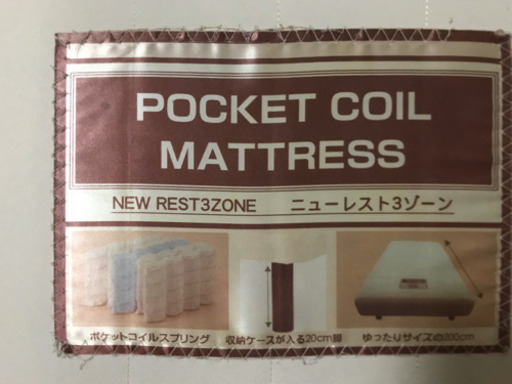 POCKET COIL
MATTRESS
NEW REST3ZONE ニューレスト3ゾーン
ポケットコイルスプリング 収納ケースが入る20cm脚 ゆったりサイズの200cm